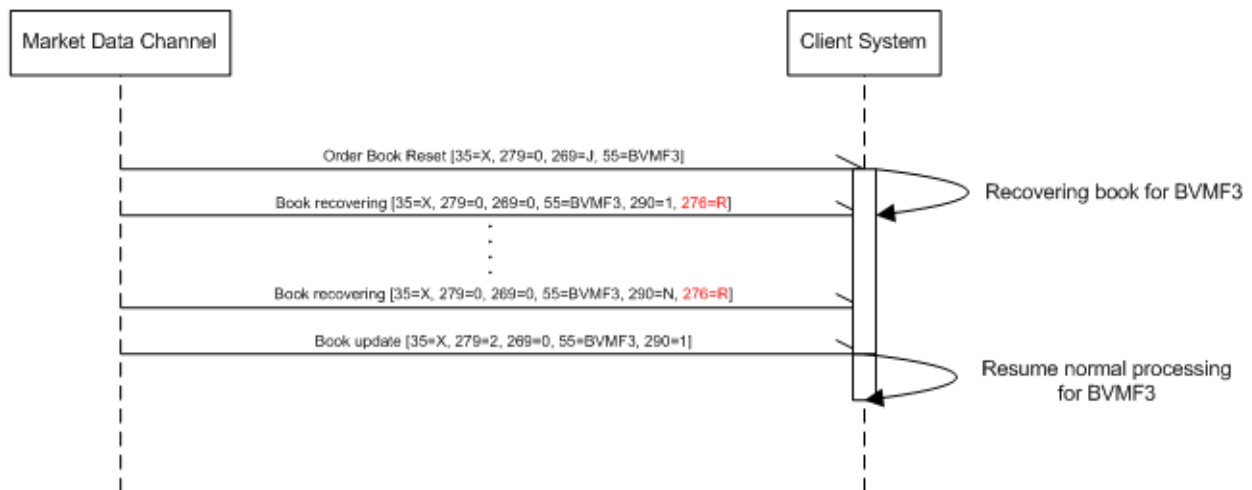 Market Data Channel
Client System
Order Book Reset [35=X, 279=0, 269=J, 55=BVMF3]
Recovering book for BVMF3
Book recovering [35=X, 279=0, 269=0, 55=BVMF3, 290=1, 276=R]
Book recovering [35=X, 279=0, 269=0, 55=BVMF3, 290=N, 276=R]
Book update [35=X, 279=2, 269=0, 55=BVMF3, 290=1]
Resume normal processing
for BVMF3